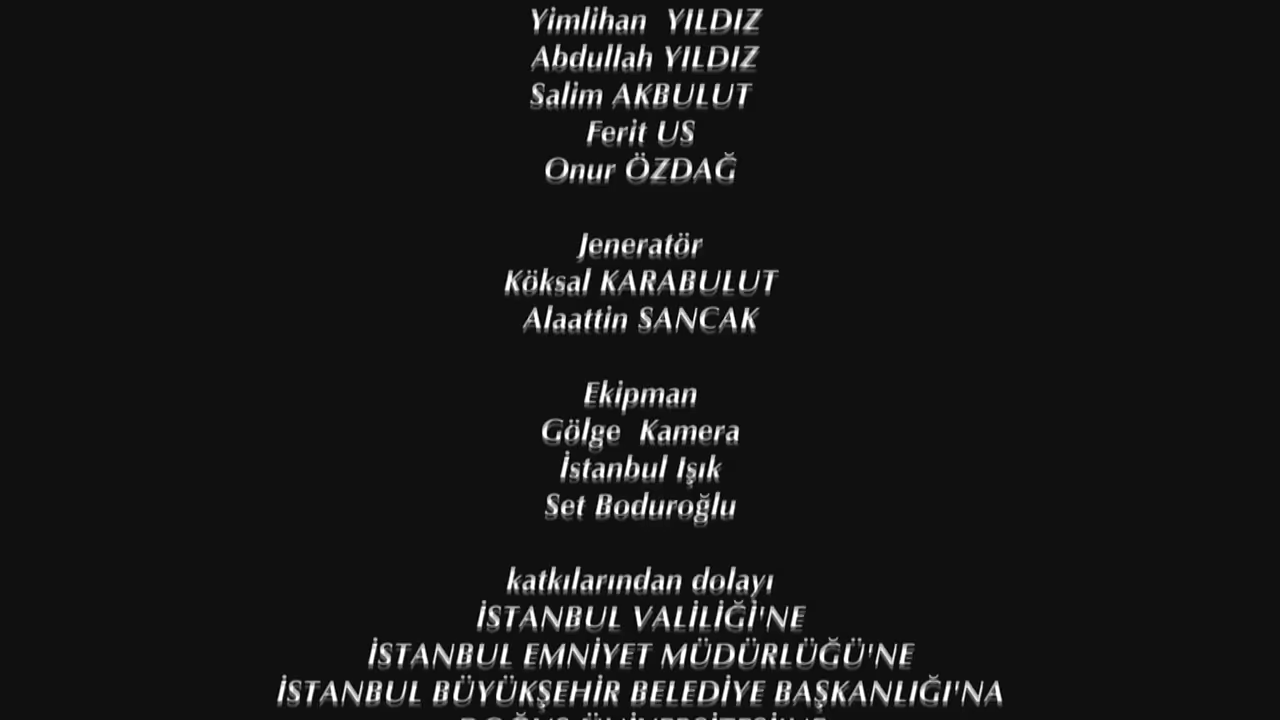 Yimlihan YILDIZ
Abdullah YILDIZ
Salim AKBULUT
Ferit US
Onur ÖZDAĞ
Jeneratör
Köksal KARABULUT
Alaattin SANCAK
Ekipman
Gölge Kamera
İstanbul Işık
Set Boduroğlu
katkılarından dolayı
İSTANBUL VALİLİĞİ'NE
İSTANBUL EMNİYET MÜDÜRLÜĞÜ'NE
İSTANBUL BÜYÜKŞEHİR BELEDİYE BAŞKANLIĞI'NA